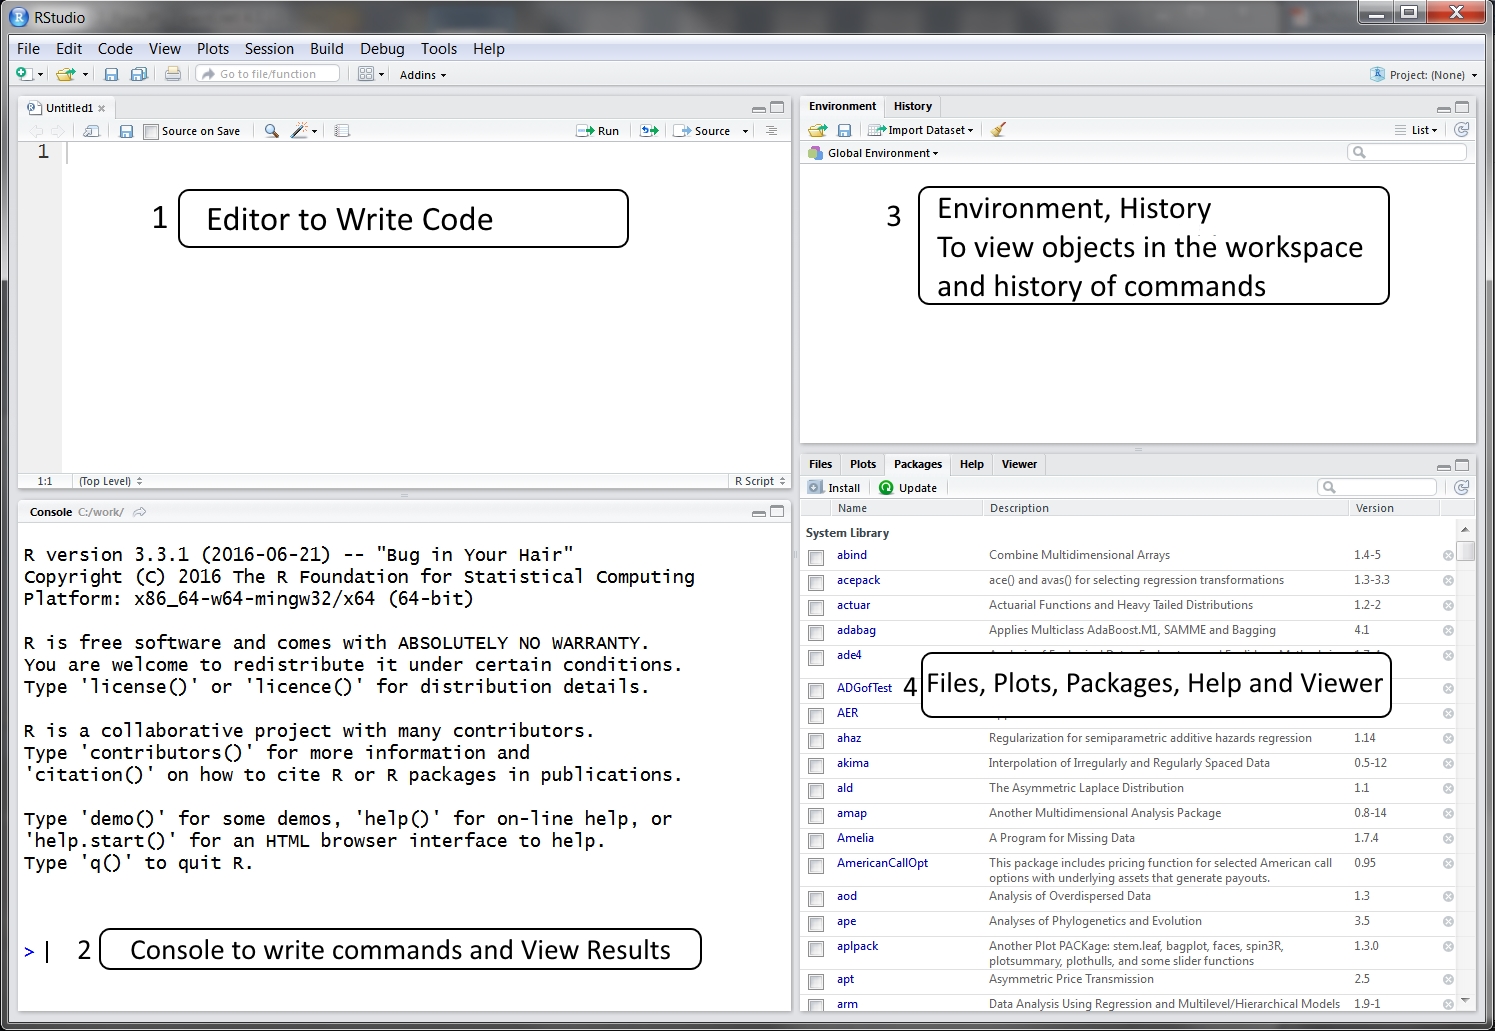 RStudio
File Edit Code View Plots Session Build Debug Tools Help
Go to file/function Addins Project: (None)
Untitled1
Source on Save Run Source
1
1 Editor to Write Code
1:1 (Top Level) R Script
Console C:/work/
R version 3.3.1 (2016-06-21) -- "Bug in Your Hair"
Copyright (C) 2016 The R Foundation for Statistical Computing
Platform: x86_64-w64-mingw32/x64 (64-bit)
R is free software and comes with ABSOLUTELY NO WARRANTY.
You are welcome to redistribute it under certain conditions.
Type 'license()' or 'licence()' for distribution details.
R is a collaborative project with many contributors.
Type 'contributors()' for more information and
'citation()' on how to cite R or R packages in publications.
Type 'demo()' for some demos, 'help()' for on-line help, or
'help.start()' for an HTML browser interface to help.
Type 'q()' to quit R.
>
2 Console to write commands and View Results
Environment History
Import Dataset List
Global Environment
3 Environment, History
To view objects in the workspace
and history of commands
Files Plots Packages Help Viewer
Install Update
Name Description Version
System Library
abind Combine Multidimensional Arrays 1.4-5
acepack ace() and avas() for selecting regression transformations 1.3-3.3
actuar Actuarial Functions and Heavy Tailed Distributions 1.2-2
adabag Applies Multiclass AdaBoost.M1, SAMME and Bagging 4.1
ade4
ADGofTest
4 Files, Plots, Packages, Help and Viewer
AER
ahaz Regularization for semiparametric additive hazards regression 1.14
akima Interpolation of Irregularly and Regularly Spaced Data 0.5-12
ald The Asymmetric Laplace Distribution 1.1
amap Another Multidimensional Analysis Package 0.8-14
Amelia A Program for Missing Data 1.7.4
AmericanCallOpt This package includes pricing function for selected American call 0.95
options with underlying assets that generate payouts.
aod Analysis of Overdispersed Data 1.3
ape Analyses of Phylogenetics and Evolution 3.5
aplpack Another Plot PACKage: stem.leaf, bagplot, faces, spin3R, 1.3.0
plotsummary, plothulls, and some slider functions
apt Asymmetric Price Transmission 2.5
arm Data Analysis Using Regression and Multilevel/Hierarchical Models 1.9-1